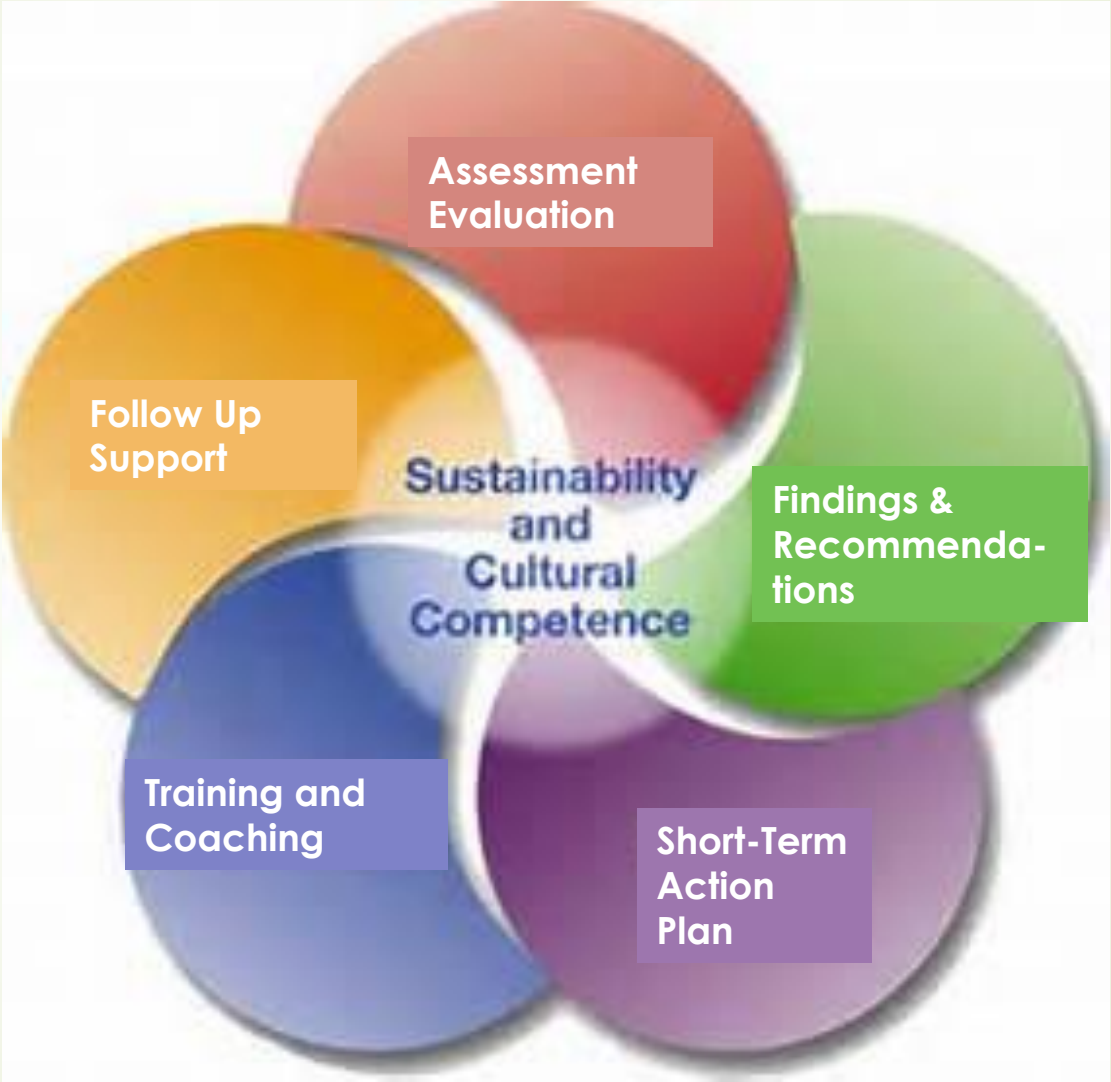 Assessment
Evaluation
Findings &
Recommenda-
tions
Short-Term
Action
Plan
Training and
Coaching
Follow Up
Support
Sustainability
and
Cultural
Competence